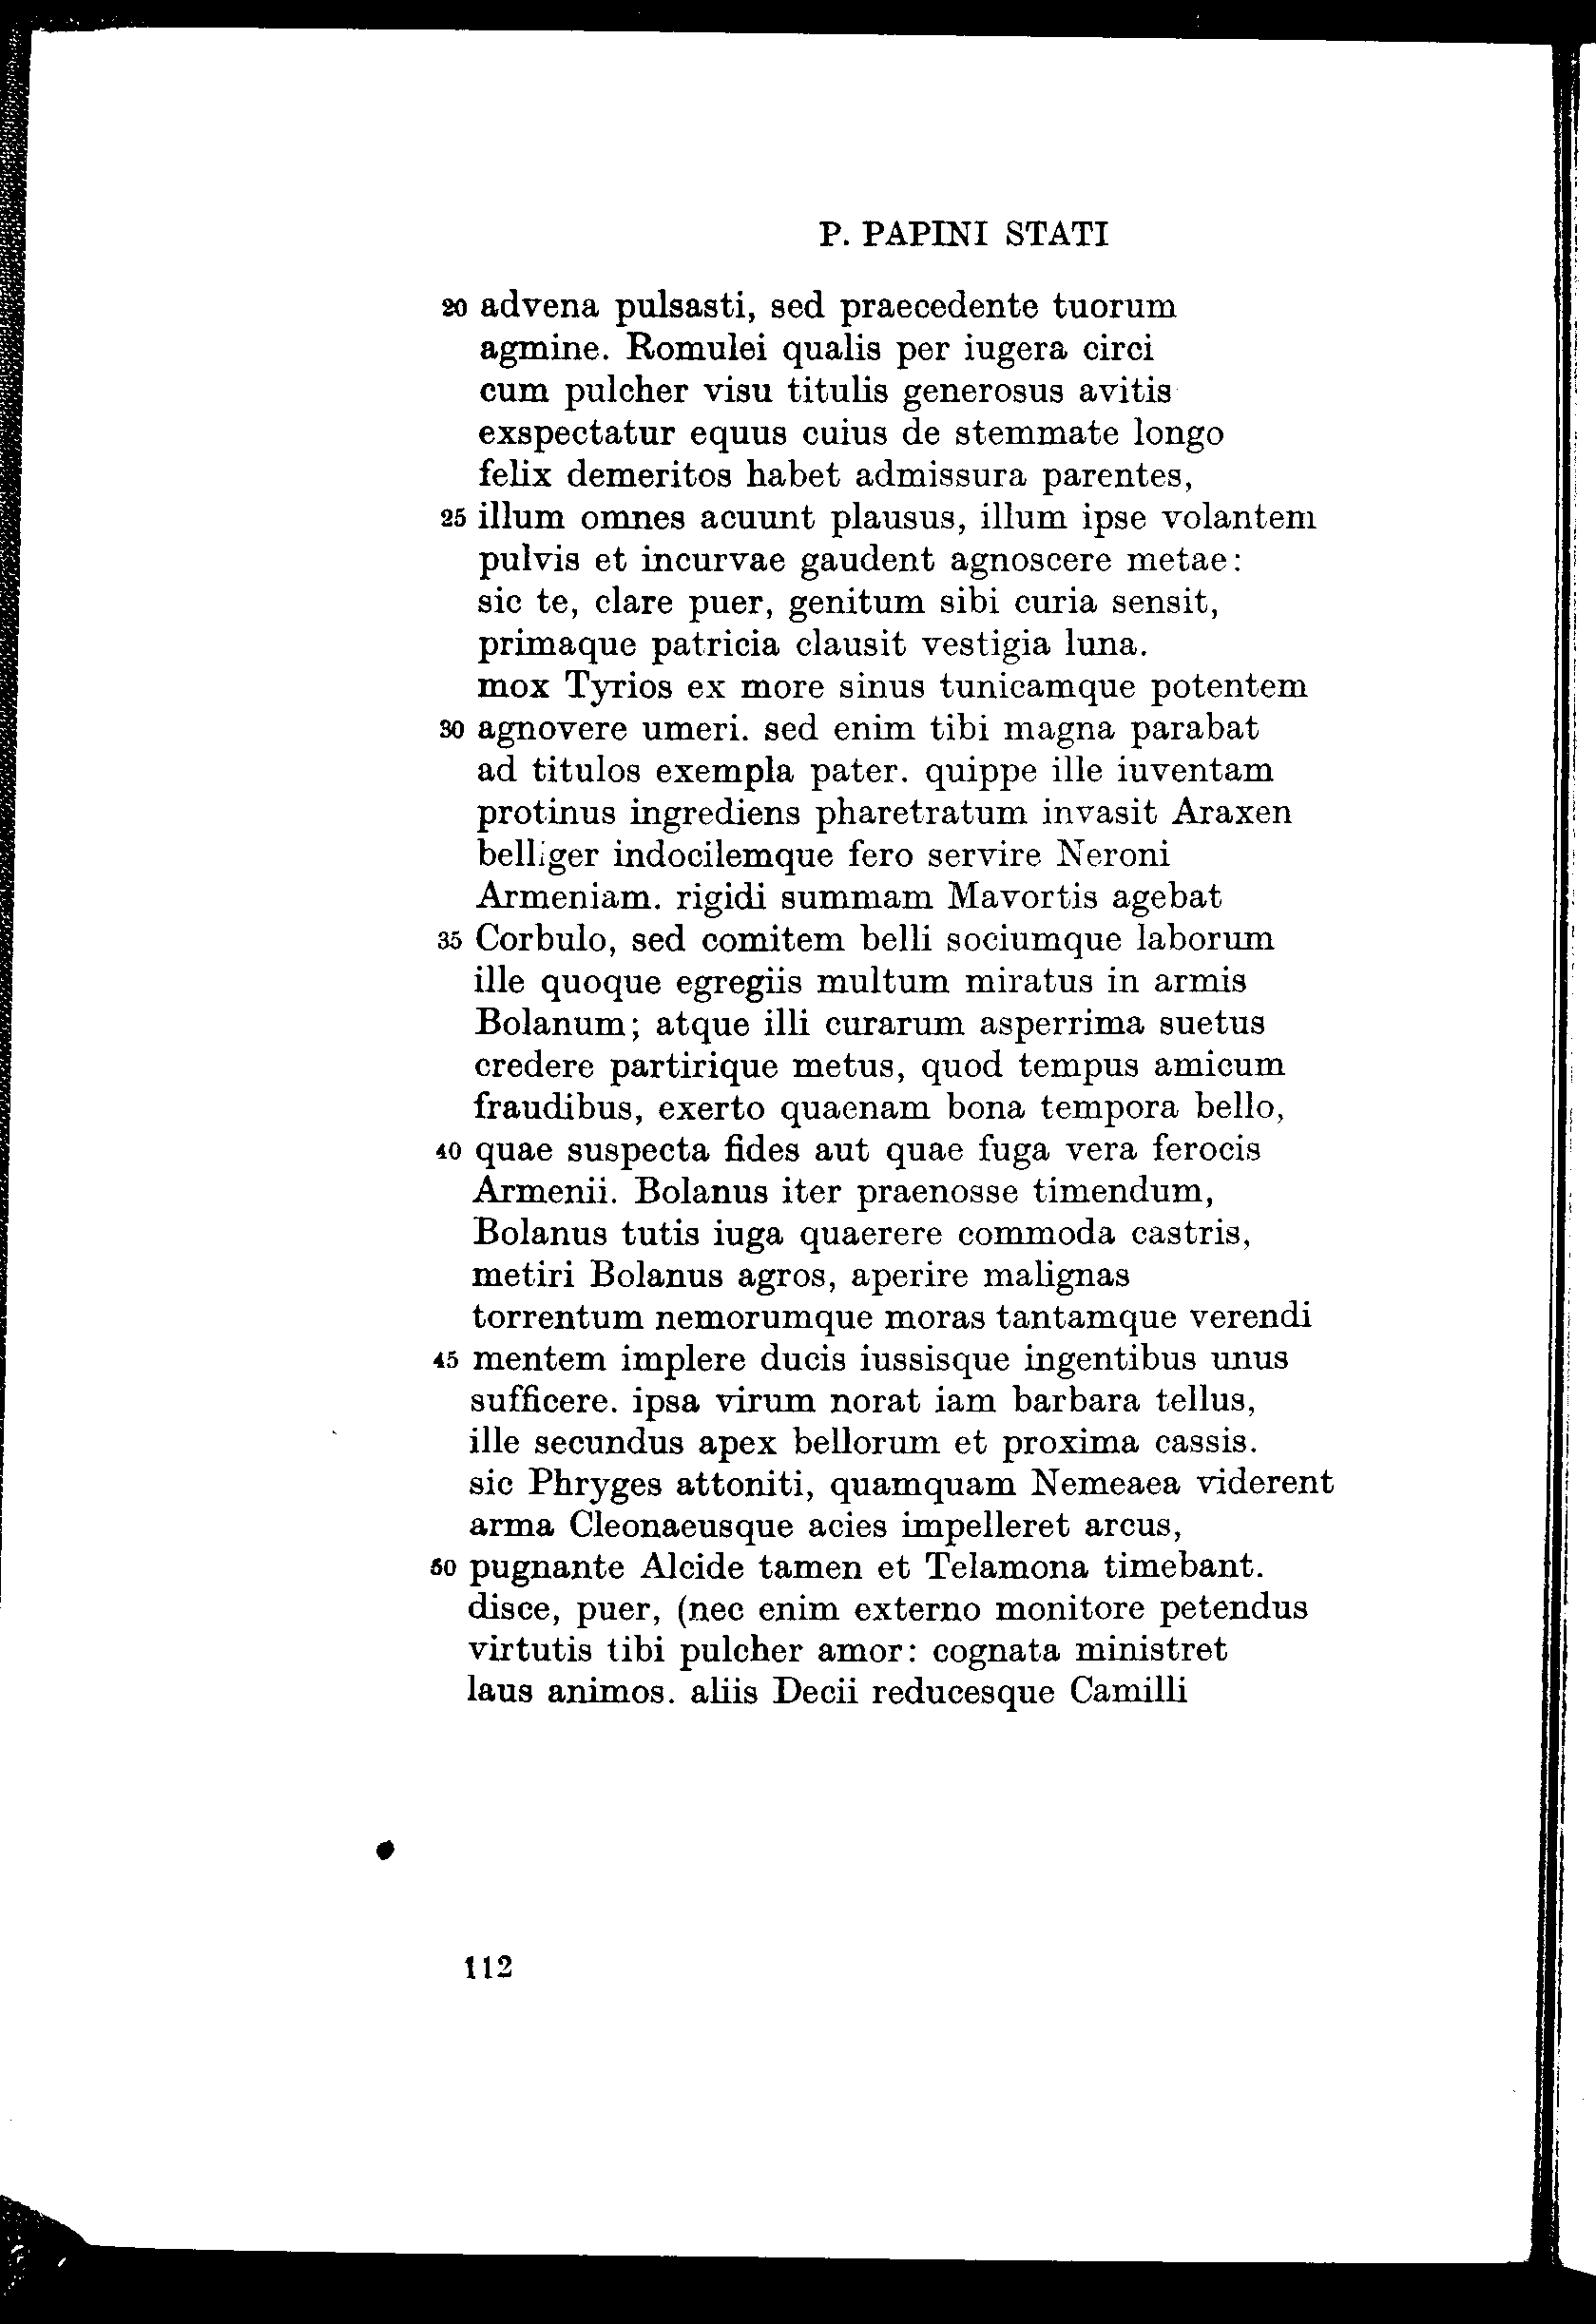 P. PAPINI STATI
20 advena pulsasti, sed praecedente tuorum
agmine. Romulei qualis per iugera circi
cum pulcher visu titulis generosus avitis
exspectatur equus cuius de stemmate longo
felix demeritos habet admissura parentes,
25 illum omnes acuunt plausus, illum ipse volantem
pulvis et incurvae gaudent agnoscere metae:
sic te, clare puer, genitum sibi curia sensit,
primaque patricia clausit vestigia luna.
mox Tyrios ex more sinus tunicamque potentem
30 agnovere umeri. sed enim tibi magna parabat
ad titulos exempla pater. quippe ille iuventam
protinus ingrediens pharetratum invasit Araxen
belliger indocilemque fero servire Neroni
Armeniam. rigidi summam Mavortis agebat
35 Corbulo, sed comitem belli sociumque laborum
ille quoque egregiis multum miratus in armis
Bolanum; atque illi curarum asperrima suetus
credere partirique metus, quod tempus amicum
fraudibus, exerto quaenam bona tempora bello,
40 quae suspecta fides aut quae fuga vera ferocis
Armenii. Bolanus iter praenosse timendum,
Bolanus tutis iuga quaerere commoda castris,
metiri Bolanus agros, aperire malignas
torrentum nemorumque moras tantamque verendi
45 mentem implere ducis iussisque ingentibus unus
sufficere. ipsa virum norat iam barbara tellus,
ille secundus apex bellorum et proxima cassis.
sic Phryges attoniti, quamquam Nemeaea viderent
arma Cleonaeusque acies impelleret arcus,
50 pugnante Alcide tamen et Telamona timebant.
disce, puer, (nec enim externo monitore petendus
virtutis tibi pulcher amor: cognata ministret
laus animos. aliis Decii reducesque Camilli
112